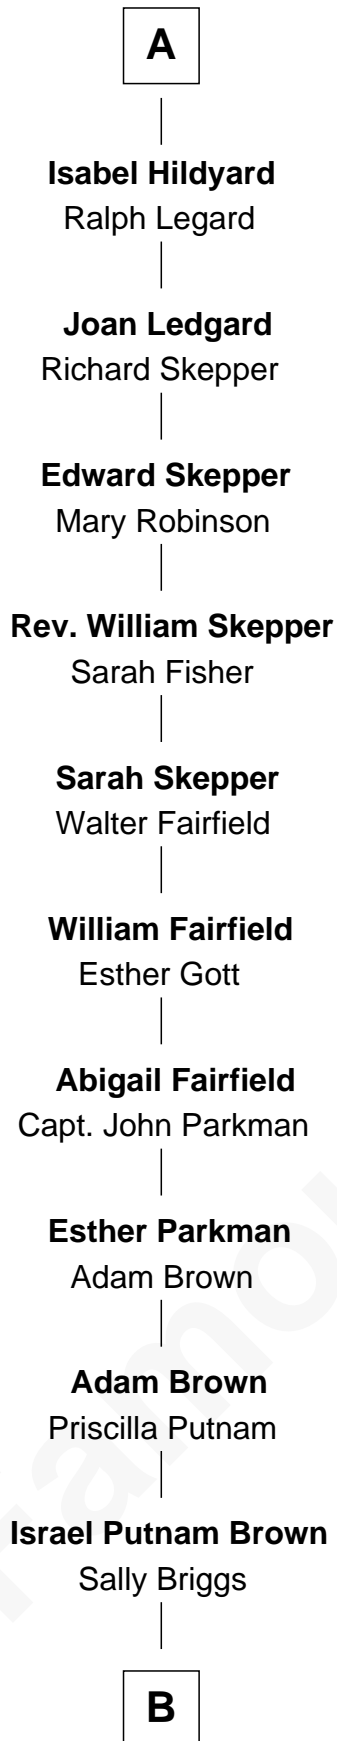 A
Isabel Hildyard
Ralph Legard
Joan Ledgard
Richard Skepper
Edward Skepper
Mary Robinson
Rev. William Skepper
Sarah Fisher
Sarah Skepper
Walter Fairfield
William Fairfield
Esther Gott
Abigail Fairfield
Capt. John Parkman
Esther Parkman
Adam Brown
Adam Brown
Priscilla Putnam
Israel Putnam Brown
Sally Briggs
B